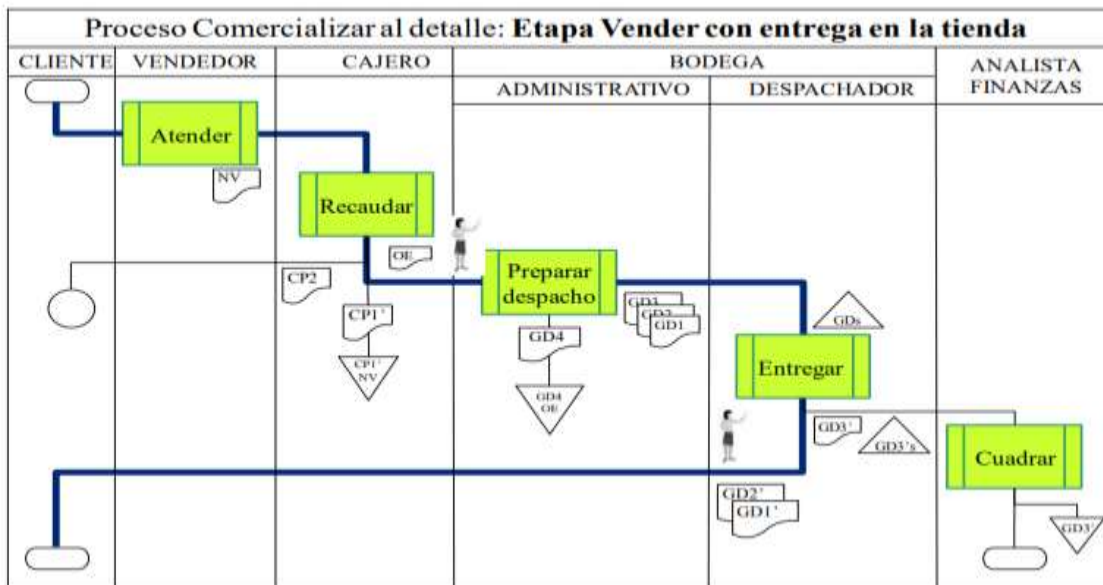 Proceso Comercializar al detalle: Etapa Vender con entrega en la tienda
CLIENTE
VENDEDOR
CAJERO
BODEGA
ANALISTA
FINANZAS
ADMINISTRATIVO
DESPACHADOR
Atender
NV
Recaudar
OE
CP2
CP1'
CP1'
NV
Preparar
despacho
GD3
GD2
GD1
GD4
GD4
OE
GDs
Entregar
GD3'
GD3's
Cuadrar
GD3'
GD2'
GD1'